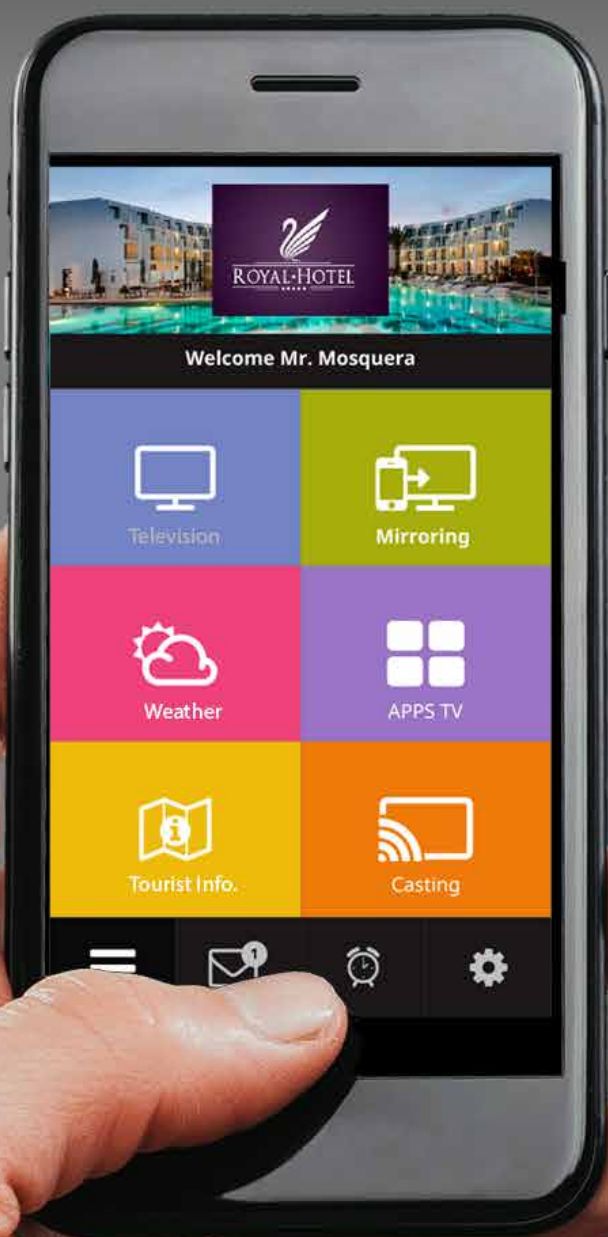 ROYAL·HOTEL
Welcome Mr. Mosquera
Television
Mirroring
Weather
APPS TV
Tourist Info.
Casting
1